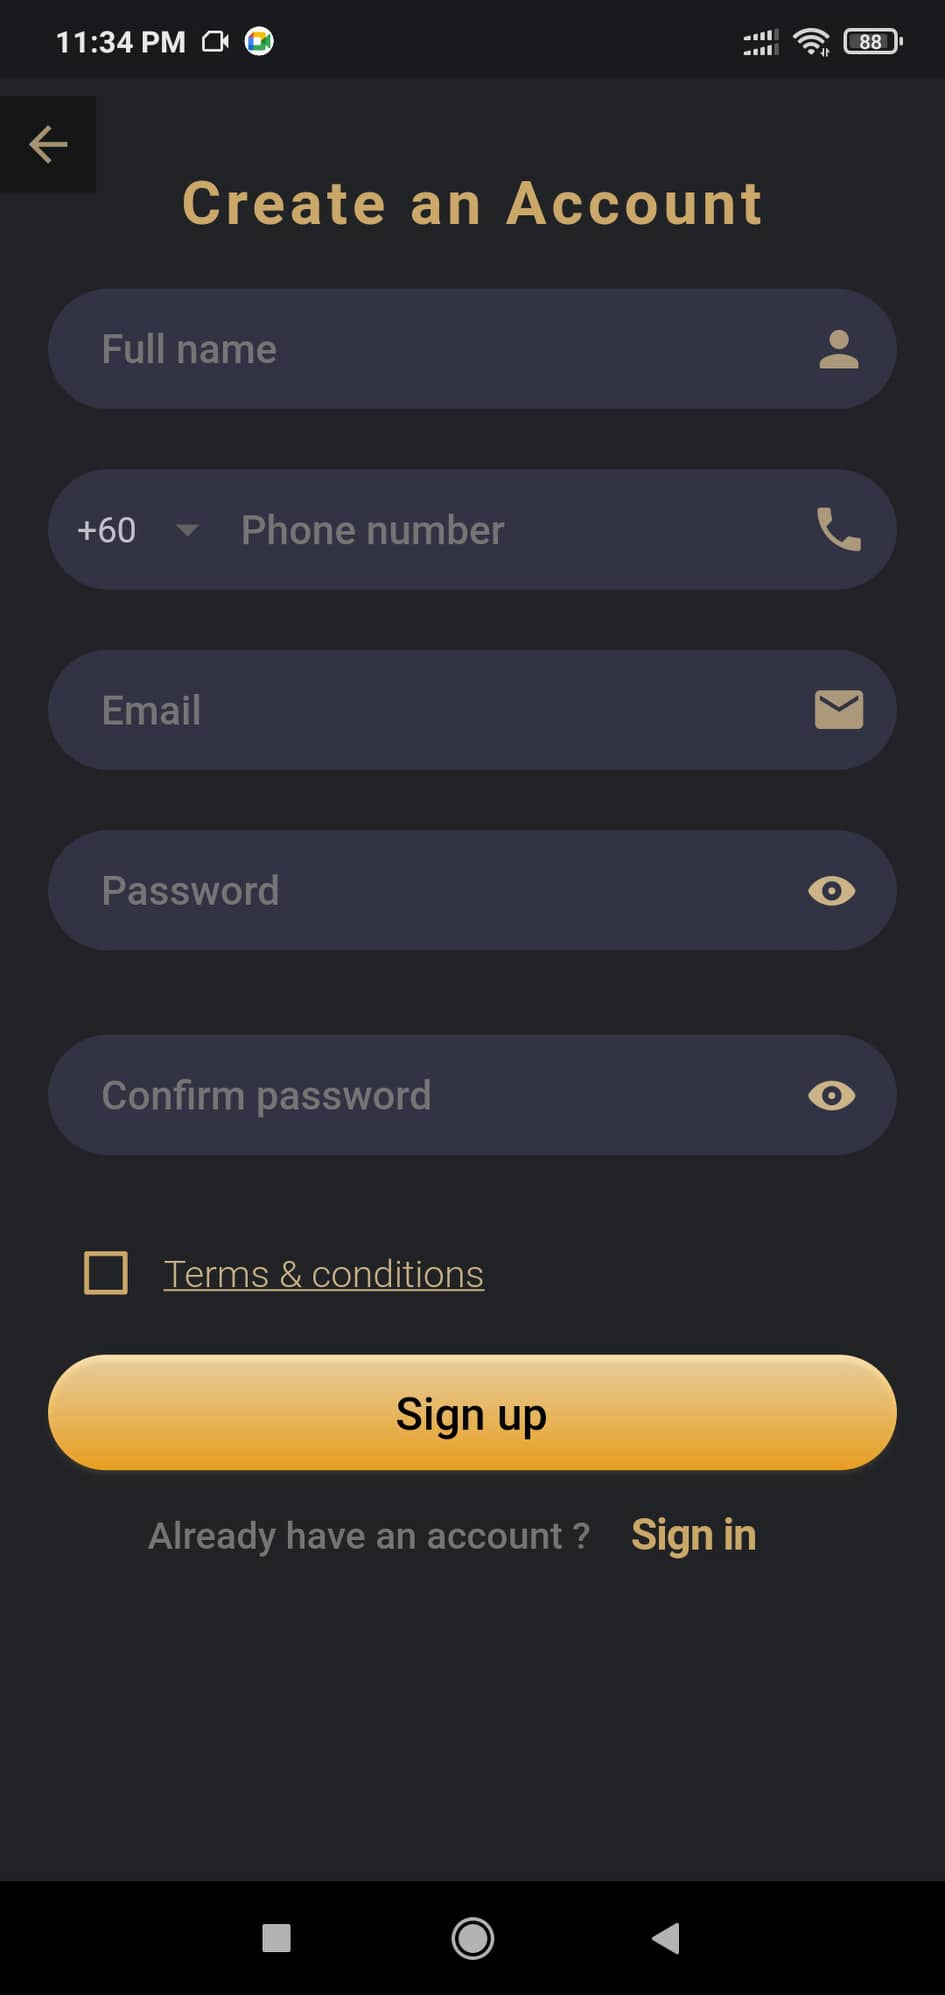 11:34 PM
88
Create an Account
Full name
+60
Phone number
Email
Password
Confirm password
Terms & conditions
Sign up
Already have an account ? Sign in